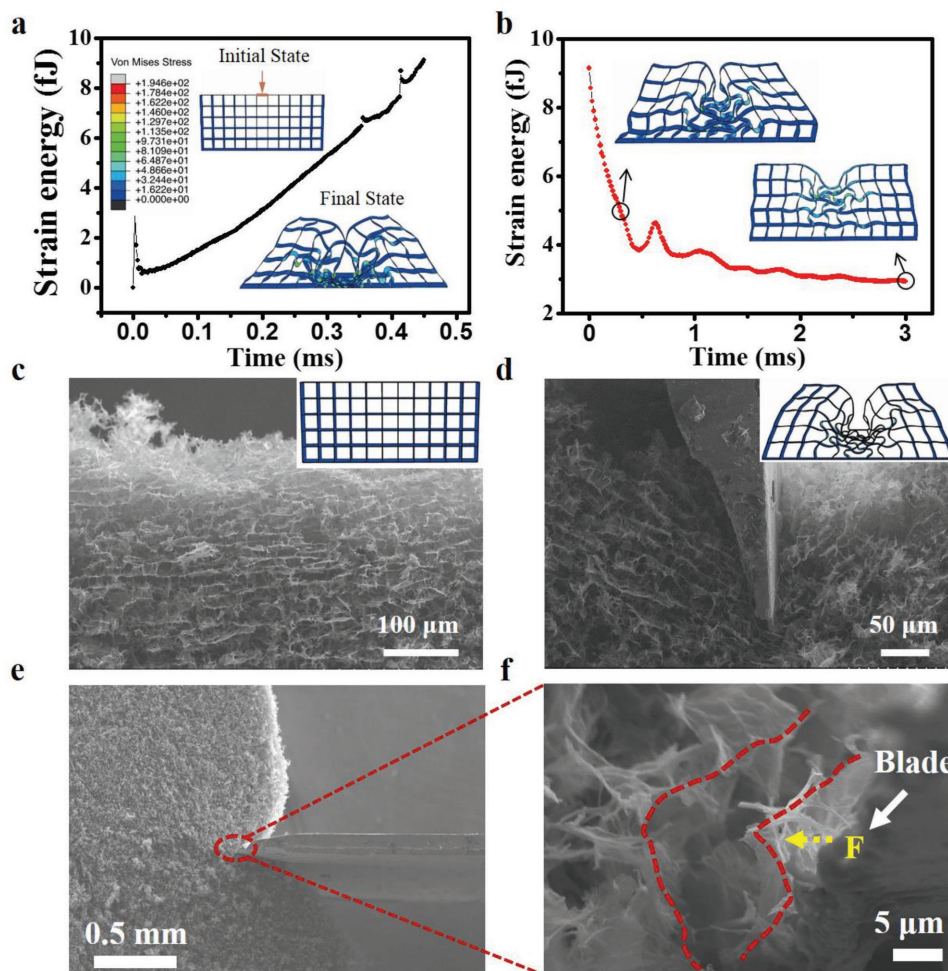 a
10
8
6
4
2
0
Strain energy (fJ)
Von Mises Stress
+1.946e+02
+1.784e+02
+1.622e+02
+1.460e+02
+1.297e+02
+1.135e+02
+9.731e+01
+8.109e+01
+6.487e+01
+4.866e+01
+3.244e+01
+1.622e+01
+0.000e+00
Initial State
Final State
0.0 0.1 0.2 0.3 0.4 0.5
Time (ms)
b
10
8
6
4
2
Strain energy (fJ)
0 1 2 3
Time (ms)
c
100 µm
d
50 µm
e
0.5 mm
f
Blade
F
5 µm